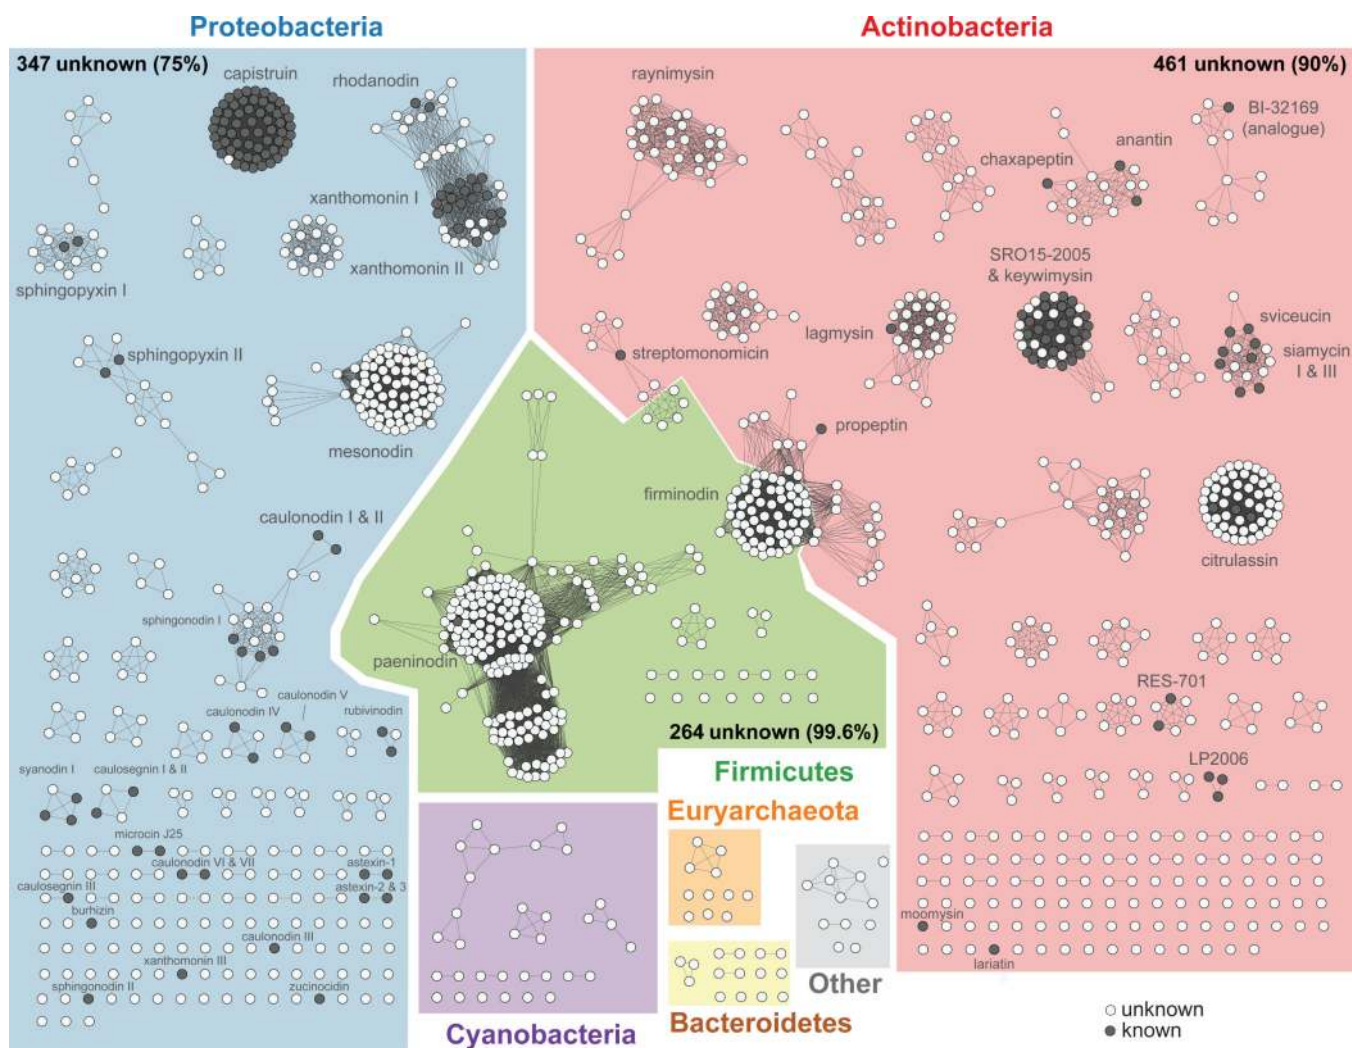 Proteobacteria
Actinobacteria
347 unknown (75%)
461 unknown (90%)
capistruin
rhodanodin
xanthomonin I
xanthomonin II
sphingopyxin I
sphingopyxin II
mesonodin
caulonodin I & II
sphingonodin I
caulonodin V
caulonodin IV
rubivinodin
syanodin I
caulosegnin I & II
microcin J25
caulonodin VI & VII
astexin-1
caulosegnin III
astexin-2 & 3
burhizin
caulonodin III
xanthomonin III
sphingonodin II
zucinocidin
raynimysin
BI-32169
(analogue)
anantin
chaxapeptin
SRO15-2005
& keywimysin
lagmysin
sviceucin
siamycin
I & III
streptomonomicin
propeptin
firminodin
citrulassin
paeninodin
RES-701
LP2006
moomysin
lariatin
264 unknown (99.6%)
Firmicutes
Euryarchaeota
Other
Cyanobacteria
Bacteroidetes
unknown
known